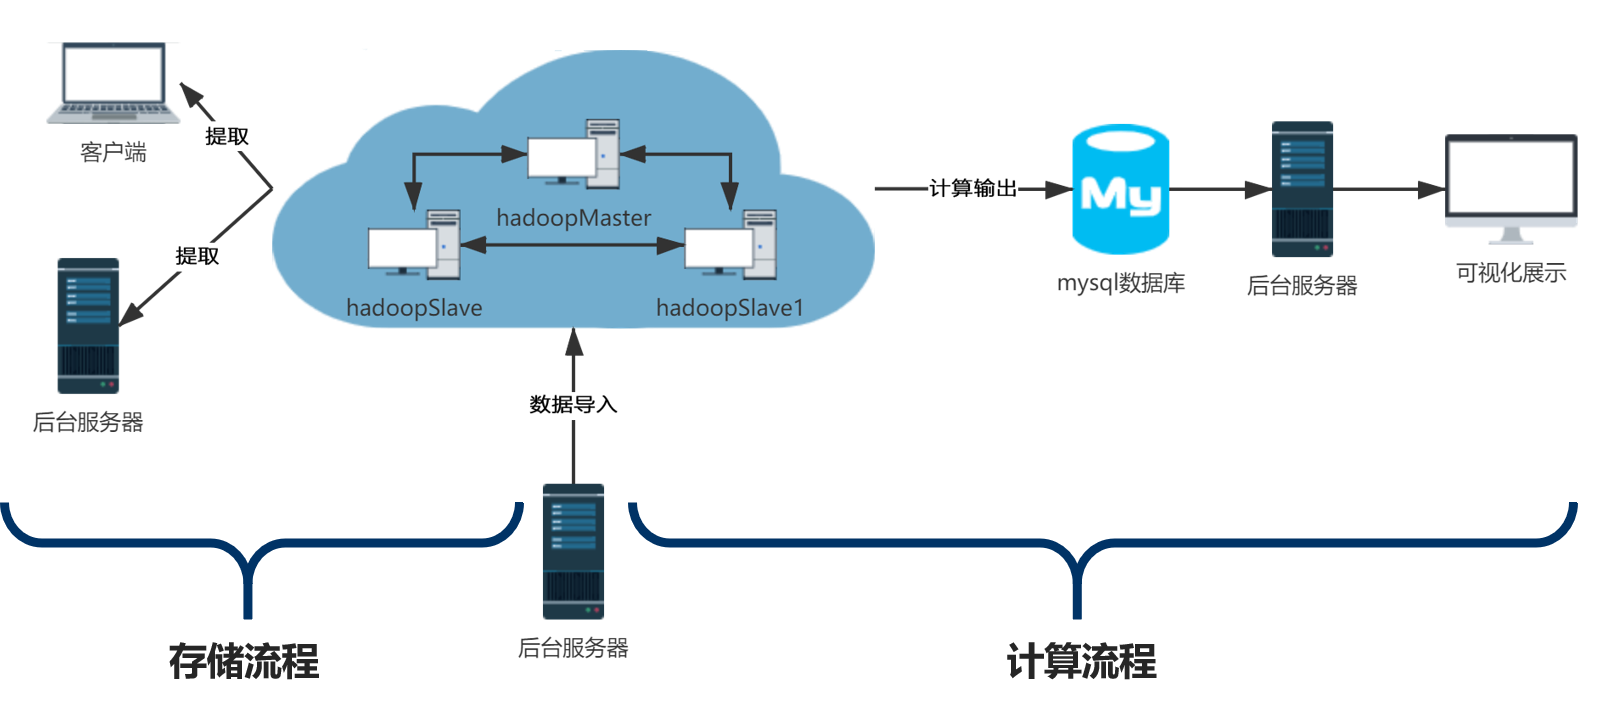 客户端
提取
提取
后台服务器
hadoopMaster
hadoopSlave
hadoopSlave1
数据导入
后台服务器
计算输出
My
mysql数据库
后台服务器
可视化展示
存储流程
计算流程